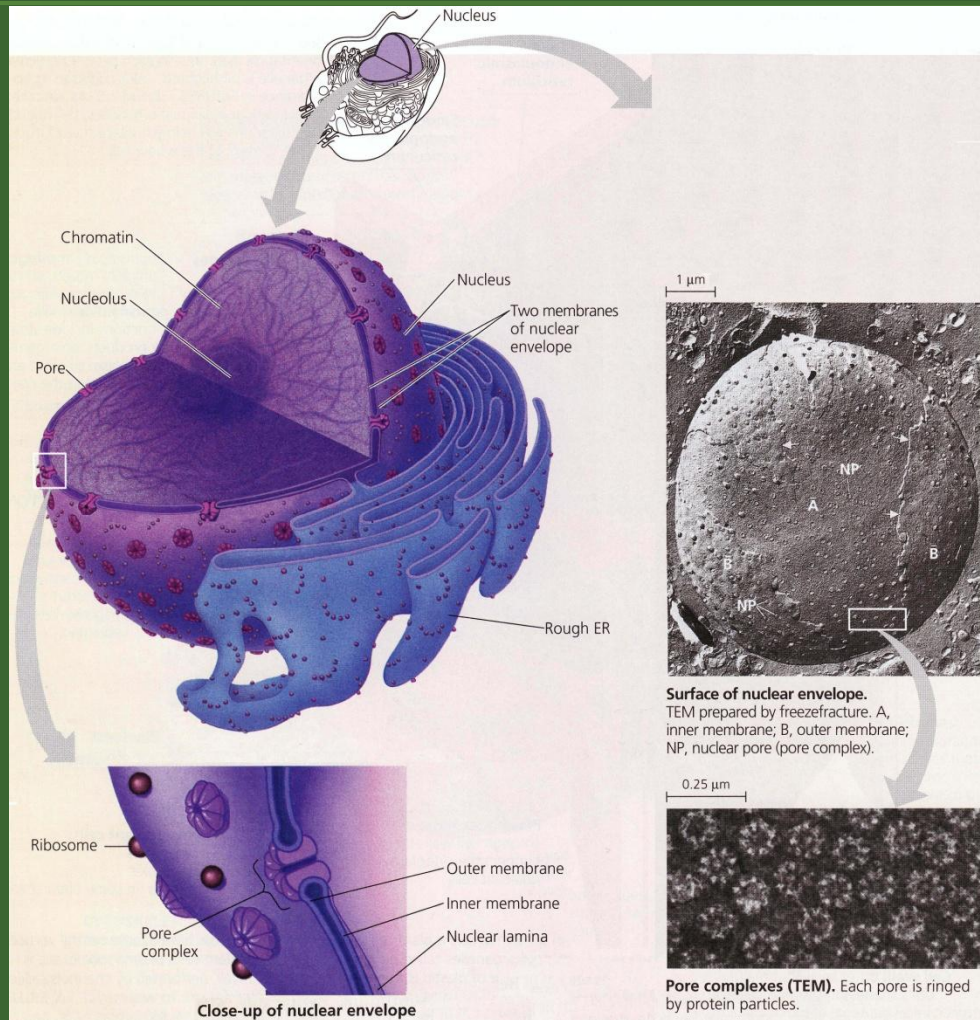 Nucleus
Chromatin
Nucleolus
Pore
Nucleus
Two membranes
of nuclear
envelope
Rough ER
1 µm
NP
A
B
B
NP
Surface of nuclear envelope.
TEM prepared by freezefracture. A,
inner membrane; B, outer membrane;
NP, nuclear pore (pore complex).
0.25 µm
Pore complexes (TEM). Each pore is ringed
by protein particles.
Ribosome
Pore
complex
Outer membrane
Inner membrane
Nuclear lamina
Close-up of nuclear envelope